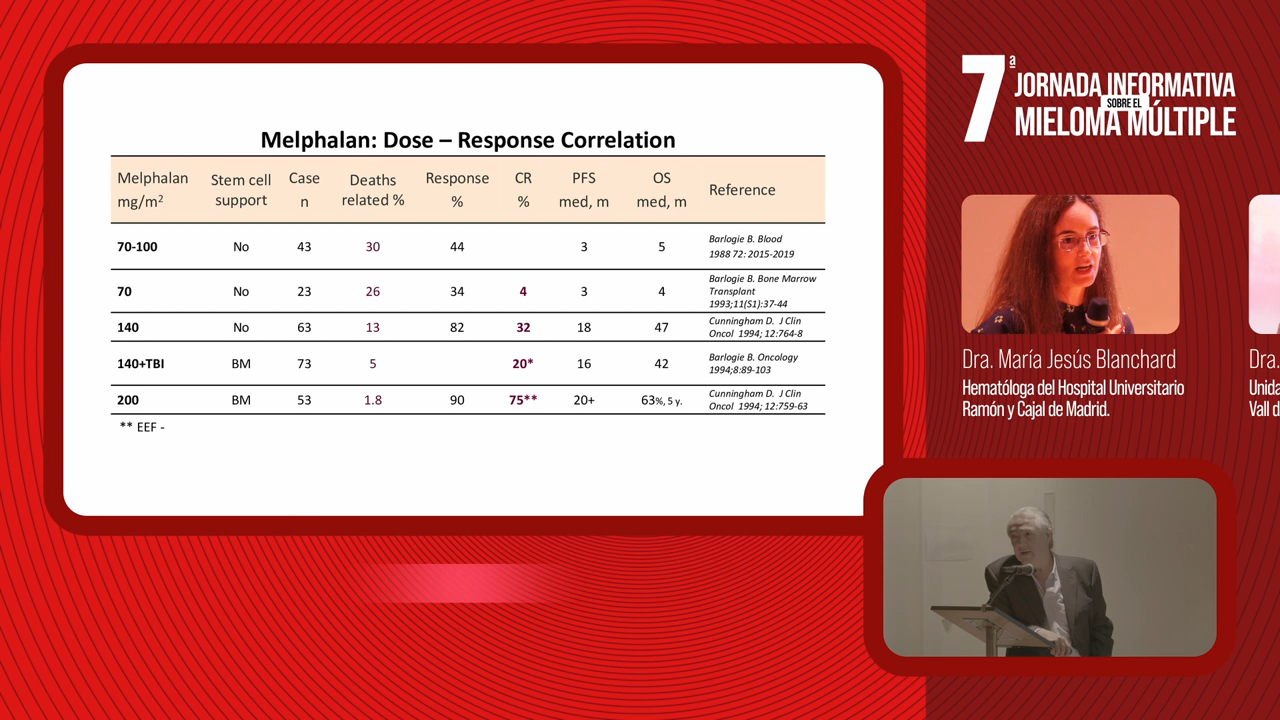 Melphalan: Dose – Response Correlation
Melphalan mg/m² Stem cell support Case n Deaths related % Response % CR % PFS med, m OS med, m Reference
70-100 No 43 30 44 3 5 Barlogie B. Blood 1988 72: 2015-2019
70 No 23 26 34 4 3 4 Barlogie B. Bone Marrow Transplant 1993;11(S1):37-44
140 No 63 13 82 32 18 47 Cunningham D. J Clin Oncol 1994; 12:764-8
140+TBI BM 73 5 20* 16 42 Barlogie B. Oncology 1994;8:89-103
200 BM 53 1.8 90 75** 20+ 63%, 5 y. Cunningham D. J Clin Oncol 1994; 12:759-63
** EEF -
7ª JORNADA INFORMATIVA
SOBRE EL
MIELOMA MÚLTIPLE
Dra. María Jesús Blanchard
Hematóloga del Hospital Universitario
Ramón y Cajal de Madrid.
Dra.
Unida
Vall d